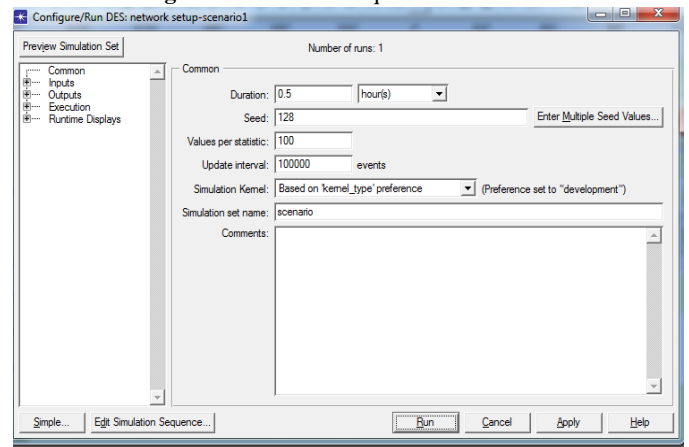 Configure/Run DES: network setup-scenario1
Preview Simulation Set
Number of runs: 1
Common
Inputs
Outputs
Execution
Runtime Displays
Common
Duration: 0.5 hour(s)
Seed: 128 Enter Multiple Seed Values...
Values per statistic: 100
Update interval: 100000 events
Simulation Kernel: Based on 'kernel_type' preference (Preference set to "development")
Simulation set name: scenario
Comments:
Simple... Edit Simulation Sequence... Run Cancel Apply Help